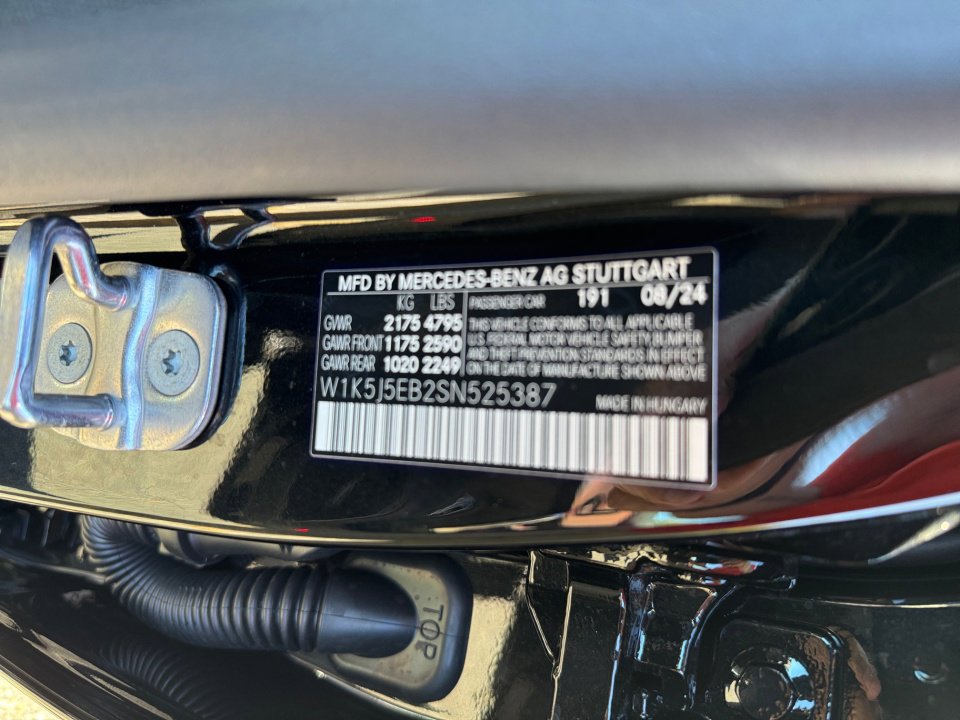 MFD BY MERCEDES-BENZ AG STUTTGART
KG LBS
GVWR 2175 4795
GAWR FRONT 1175 2590
GAWR REAR 1020 2249
PASSENGER CAR 191 08/24
THIS VEHICLE CONFORMS TO ALL APPLICABLE
U.S. FEDERAL MOTOR VEHICLE SAFETY, BUMPER
AND THEFT PREVENTION STANDARDS IN EFFECT
ON THE DATE OF MANUFACTURE SHOWN ABOVE
W1K5J5EB2SN525387
MADE IN HUNGARY
TOP